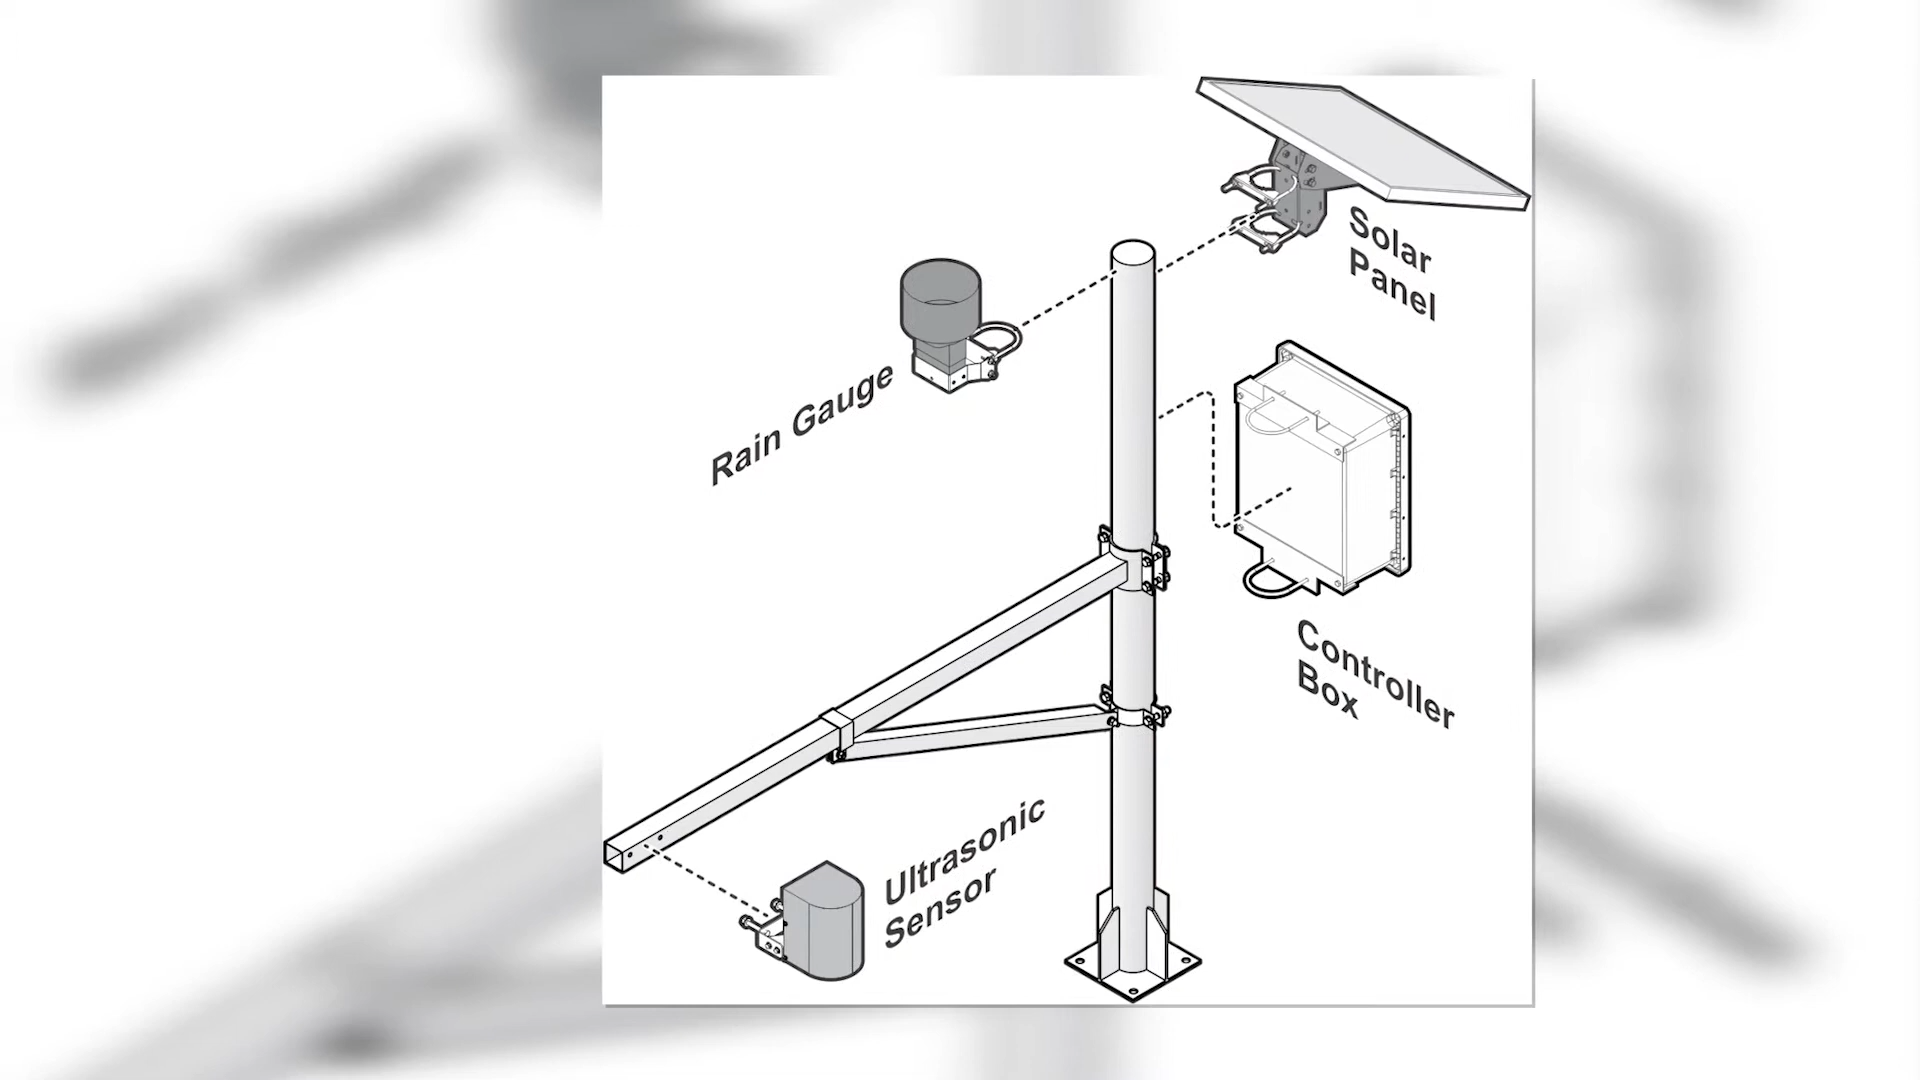 Solar
Panel
Rain Gauge
Controller
Box
Ultrasonic
Sensor